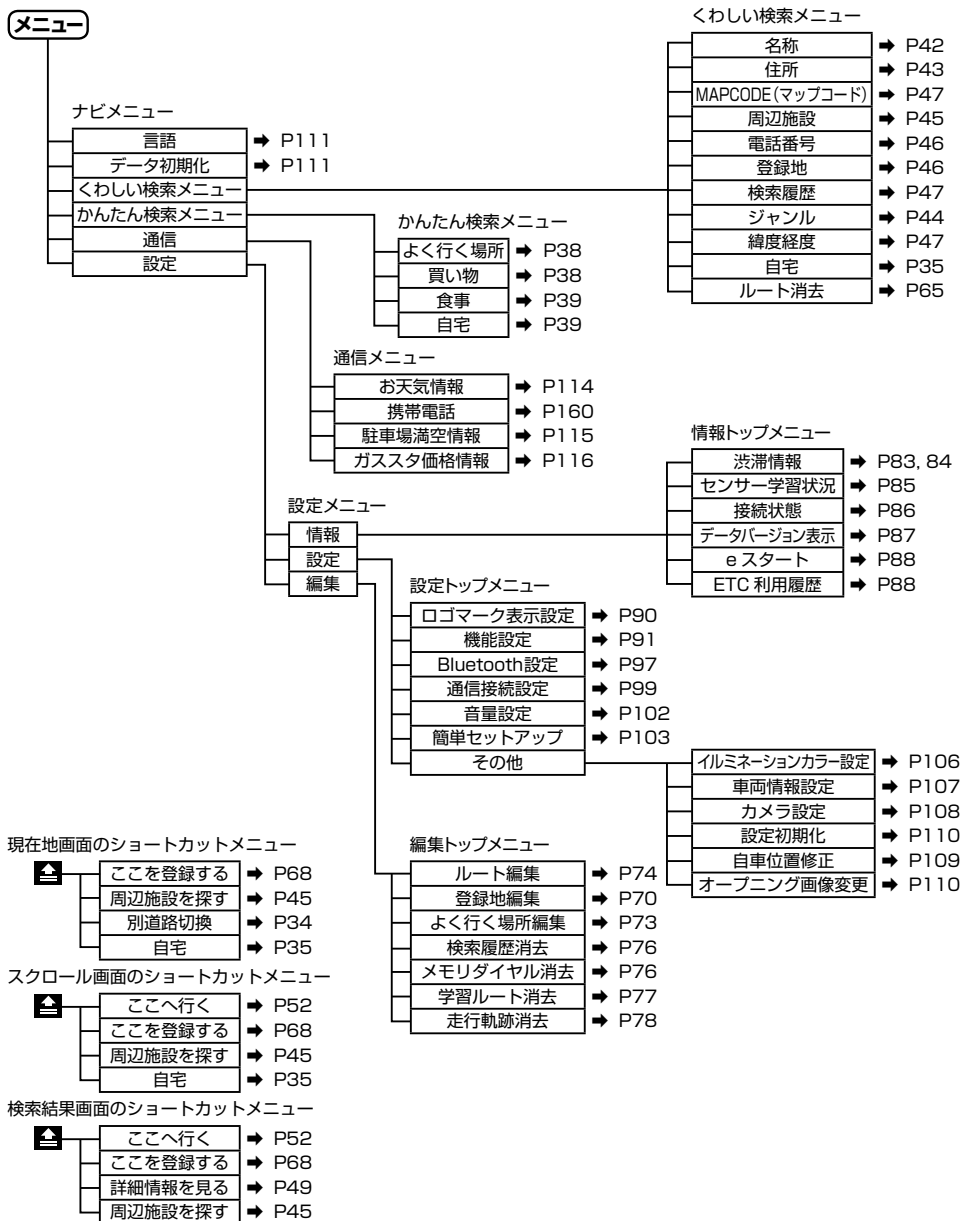 メニュー
ナビメニュー
言語 ➡ P111
データ初期化 ➡ P111
くわしい検索メニュー
かんたん検索メニュー
通信
設定
くわしい検索メニュー
名称 ➡ P42
住所 ➡ P43
MAPCODE(マップコード) ➡ P47
周辺施設 ➡ P45
電話番号 ➡ P46
登録地 ➡ P46
検索履歴 ➡ P47
ジャンル ➡ P44
緯度経度 ➡ P47
自宅 ➡ P35
ルート消去 ➡ P65
かんたん検索メニュー
よく行く場所 ➡ P38
買い物 ➡ P38
食事 ➡ P39
自宅 ➡ P39
通信メニュー
お天気情報 ➡ P114
携帯電話 ➡ P160
駐車場満空情報 ➡ P115
ガススタ価格情報 ➡ P116
設定メニュー
情報
設定
編集
情報トップメニュー
渋滞情報 ➡ P83, 84
センサー学習状況 ➡ P85
接続状態 ➡ P86
データバージョン表示 ➡ P87
e スタート ➡ P88
ETC 利用履歴 ➡ P88
設定トップメニュー
ロゴマーク表示設定 ➡ P90
機能設定 ➡ P91
Bluetooth設定 ➡ P97
通信接続設定 ➡ P99
音量設定 ➡ P102
簡単セットアップ ➡ P103
その他
イルミネーションカラー設定 ➡ P106
車両情報設定 ➡ P107
カメラ設定 ➡ P108
設定初期化 ➡ P110
自車位置修正 ➡ P109
オープニング画像変更 ➡ P110
編集トップメニュー
ルート編集 ➡ P74
登録地編集 ➡ P70
よく行く場所編集 ➡ P73
検索履歴消去 ➡ P76
メモリダイヤル消去 ➡ P76
学習ルート消去 ➡ P77
走行軌跡消去 ➡ P78
現在地画面のショートカットメニュー
ここを登録する ➡ P68
周辺施設を探す ➡ P45
別道路切換 ➡ P34
自宅 ➡ P35
スクロール画面のショートカットメニュー
ここへ行く ➡ P52
ここを登録する ➡ P68
周辺施設を探す ➡ P45
自宅 ➡ P35
検索結果画面のショートカットメニュー
ここへ行く ➡ P52
ここを登録する ➡ P68
詳細情報を見る ➡ P49
周辺施設を探す ➡ P45